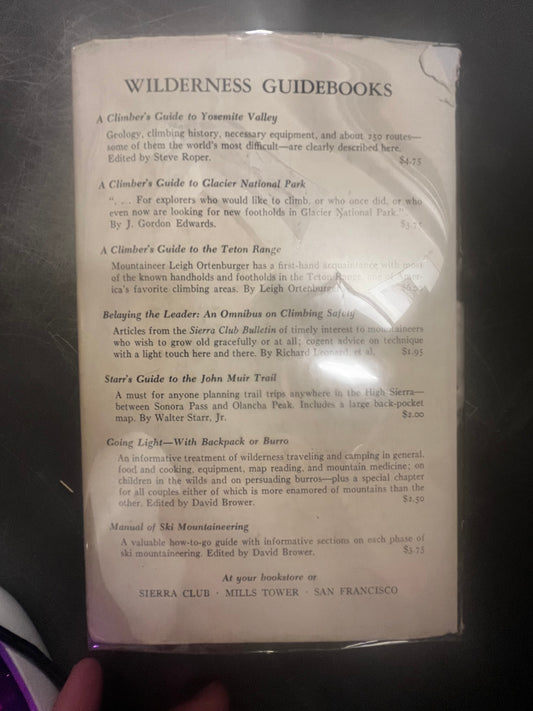 WILDERNESS GUIDEBOOKS
A Climber's Guide to Yosemite Valley
Geology, climbing history, necessary equipment, and about 250 routes—
some of them the world's most difficult—are clearly described here.
Edited by Steve Roper. $4.75
A Climber's Guide to Glacier National Park
". . . For explorers who would like to climb, or who once did, or who
even now are looking for new footholds in Glacier National Park."
By J. Gordon Edwards. $3.75
A Climber's Guide to the Teton Range
Mountaineer Leigh Ortenburger has a first-hand acquaintance with most
of the known handholds and footholds in the Teton Range, one of Amer-
ica's favorite climbing areas. By Leigh Ortenburger.
Belaying the Leader: An Omnibus on Climbing Safety
Articles from the Sierra Club Bulletin of timely interest to mountaineers
who wish to grow old gracefully or at all; cogent advice on technique
with a light touch here and there. By Richard Leonard, et al. $1.95
Starr's Guide to the John Muir Trail
A must for anyone planning trail trips anywhere in the High Sierra—
between Sonora Pass and Olancha Peak. Includes a large back-pocket
map. By Walter Starr, Jr. $2.00
Going Light—With Backpack or Burro
An informative treatment of wilderness traveling and camping in general,
food and cooking, equipment, map reading, and mountain medicine; on
children in the wilds and on persuading burros—plus a special chapter
for all couples either of which is more enamored of mountains than the
other. Edited by David Brower. $2.50
Manual of Ski Mountaineering
A valuable how-to-go guide with informative sections on each phase of
ski mountaineering. Edited by David Brower. $3.75
At your bookstore or
SIERRA CLUB · MILLS TOWER · SAN FRANCISCO